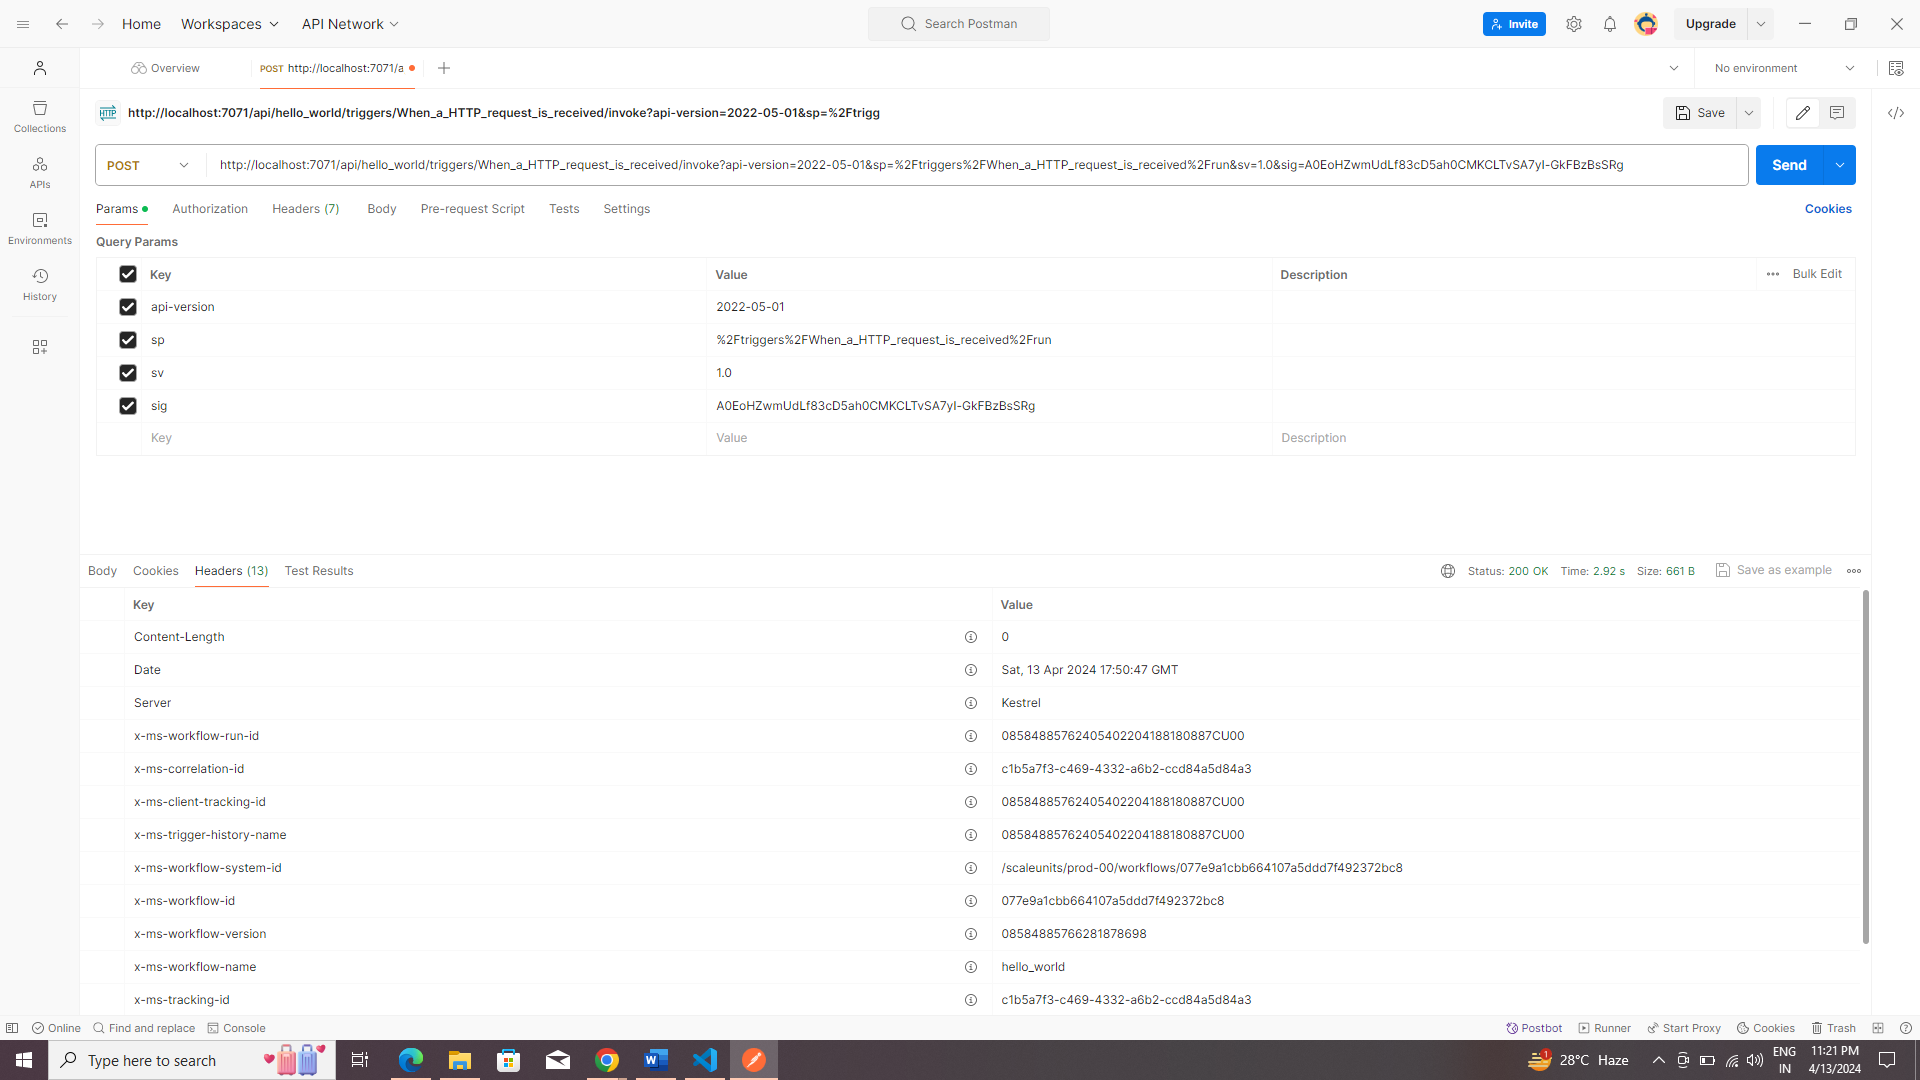 Home Workspaces API Network Search Postman Invite Upgrade
Overview POST http://localhost:7071/a No environment
HTTP http://localhost:7071/api/hello_world/triggers/When_a_HTTP_request_is_received/invoke?api-version=2022-05-01&sp=%2Ftrigg Save
POST http://localhost:7071/api/hello_world/triggers/When_a_HTTP_request_is_received/invoke?api-version=2022-05-01&sp=%2Ftriggers%2FWhen_a_HTTP_request_is_received%2Frun&sv=1.0&sig=A0EoHZwmUdLf83cD5ah0CMKCLTvSA7yI-GkFBzBsSRg Send
Collections
APIs
Environments
History
Params Authorization Headers (7) Body Pre-request Script Tests Settings Cookies
Query Params
Key Value Description Bulk Edit
api-version 2022-05-01
sp %2Ftriggers%2FWhen_a_HTTP_request_is_received%2Frun
sv 1.0
sig A0EoHZwmUdLf83cD5ah0CMKCLTvSA7yI-GkFBzBsSRg
Key Value Description
Body Cookies Headers (13) Test Results Status: 200 OK Time: 2.92 s Size: 661 B Save as example
Key Value
Content-Length 0
Date Sat, 13 Apr 2024 17:50:47 GMT
Server Kestrel
x-ms-workflow-run-id 08584885762405402204188180887CU00
x-ms-correlation-id c1b5a7f3-c469-4332-a6b2-ccd84a5d84a3
x-ms-client-tracking-id 08584885762405402204188180887CU00
x-ms-trigger-history-name 08584885762405402204188180887CU00
x-ms-workflow-system-id /scaleunits/prod-00/workflows/077e9a1cbb664107a5ddd7f492372bc8
x-ms-workflow-id 077e9a1cbb664107a5ddd7f492372bc8
x-ms-workflow-version 08584885766281878698
x-ms-workflow-name hello_world
x-ms-tracking-id c1b5a7f3-c469-4332-a6b2-ccd84a5d84a3
Online Find and replace Console Postbot Runner Start Proxy Cookies Trash
Type here to search 1 28°C Haze ENG 11:21 PM
IN 4/13/2024